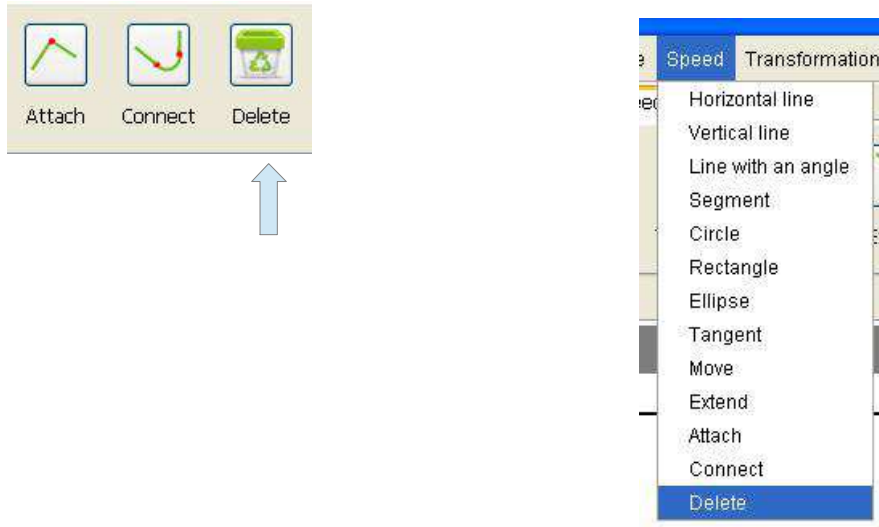 Attach Connect Delete
Speed Transformation
Horizontal line
Vertical line
Line with an angle
Segment
Circle
Rectangle
Ellipse
Tangent
Move
Extend
Attach
Connect
Delete